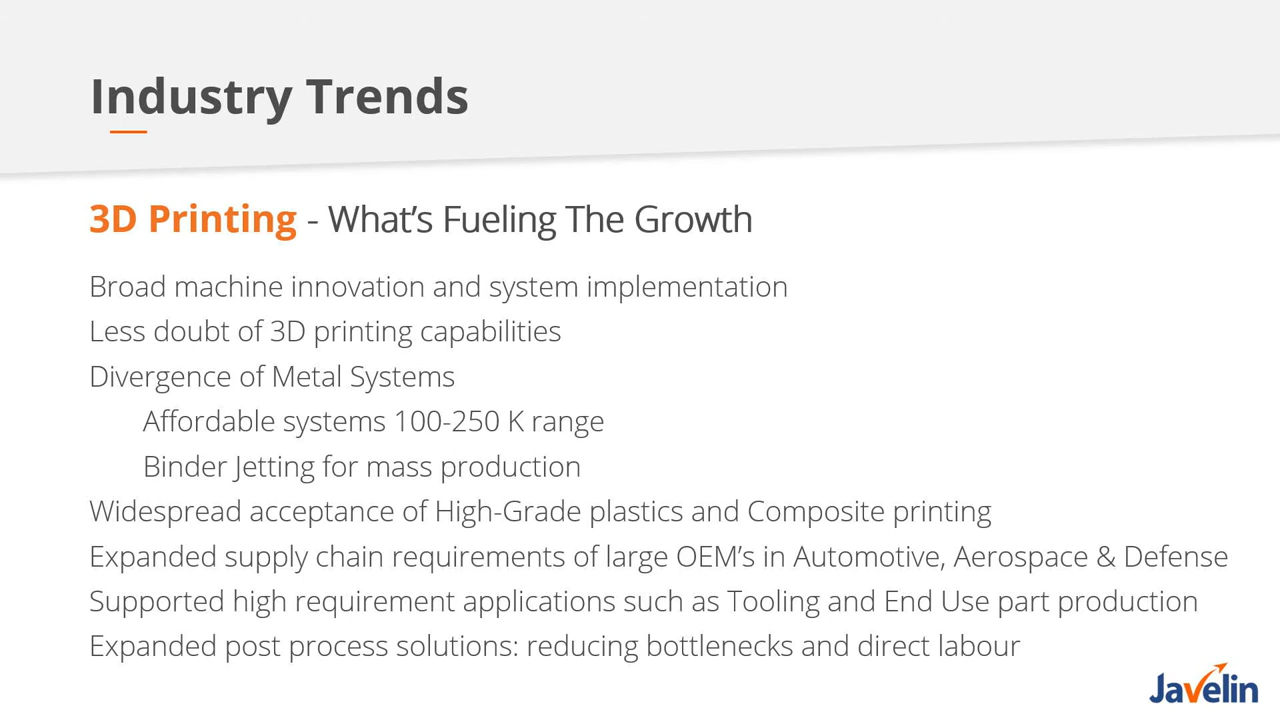 Industry Trends
3D Printing - What’s Fueling The Growth
Broad machine innovation and system implementation
Less doubt of 3D printing capabilities
Divergence of Metal Systems
Affordable systems 100-250 K range
Binder Jetting for mass production
Widespread acceptance of High-Grade plastics and Composite printing
Expanded supply chain requirements of large OEM’s in Automotive, Aerospace & Defense
Supported high requirement applications such as Tooling and End Use part production
Expanded post process solutions: reducing bottlenecks and direct labour
Javelin